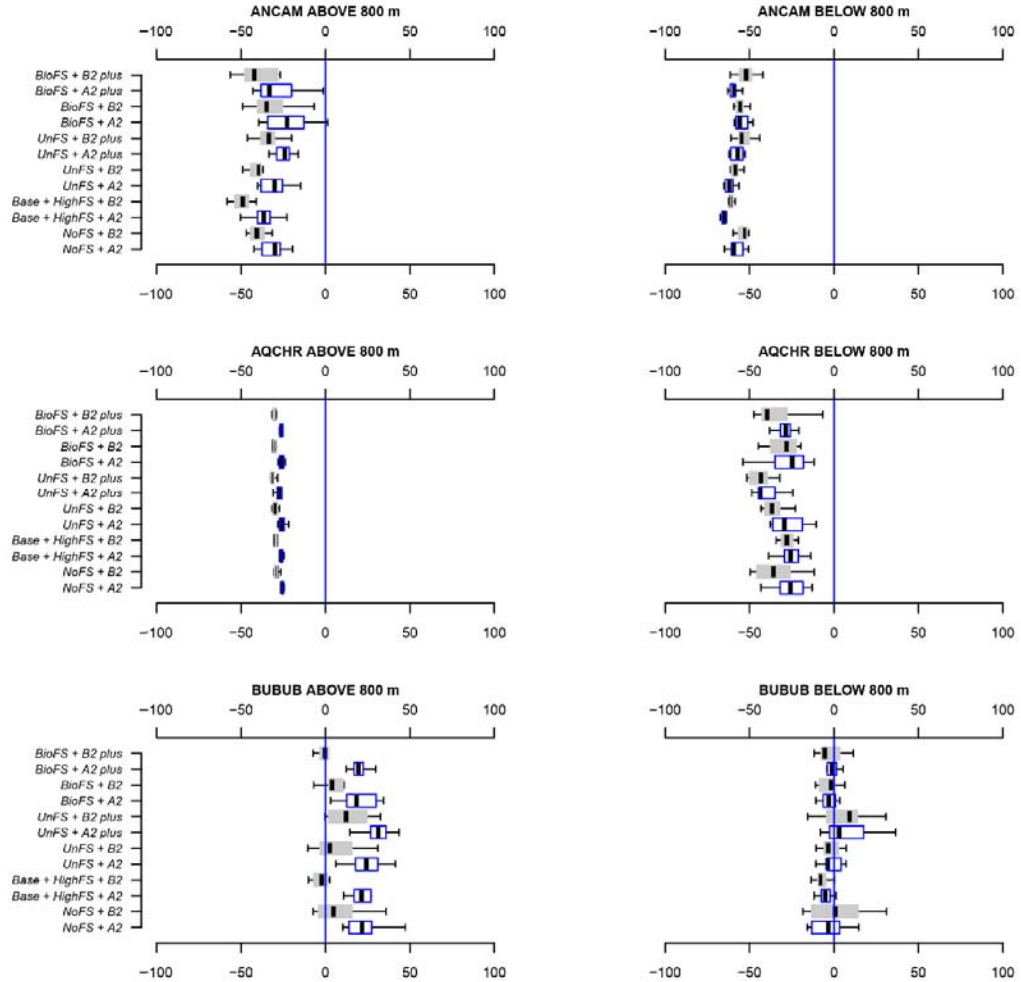 ANCAM ABOVE 800 m
−100 −50 0 50 100
BioFS + B2 plus
BioFS + A2 plus
BioFS + B2
BioFS + A2
UnFS + B2 plus
UnFS + A2 plus
UnFS + B2
UnFS + A2
Base + HighFS + B2
Base + HighFS + A2
NoFS + B2
NoFS + A2
−100 −50 0 50 100
ANCAM BELOW 800 m
−100 −50 0 50 100
−100 −50 0 50 100
AQCHR ABOVE 800 m
−100 −50 0 50 100
BioFS + B2 plus
BioFS + A2 plus
BioFS + B2
BioFS + A2
UnFS + B2 plus
UnFS + A2 plus
UnFS + B2
UnFS + A2
Base + HighFS + B2
Base + HighFS + A2
NoFS + B2
NoFS + A2
−100 −50 0 50 100
AQCHR BELOW 800 m
−100 −50 0 50 100
−100 −50 0 50 100
BUBUB ABOVE 800 m
−100 −50 0 50 100
BioFS + B2 plus
BioFS + A2 plus
BioFS + B2
BioFS + A2
UnFS + B2 plus
UnFS + A2 plus
UnFS + B2
UnFS + A2
Base + HighFS + B2
Base + HighFS + A2
NoFS + B2
NoFS + A2
−100 −50 0 50 100
BUBUB BELOW 800 m
−100 −50 0 50 100
−100 −50 0 50 100